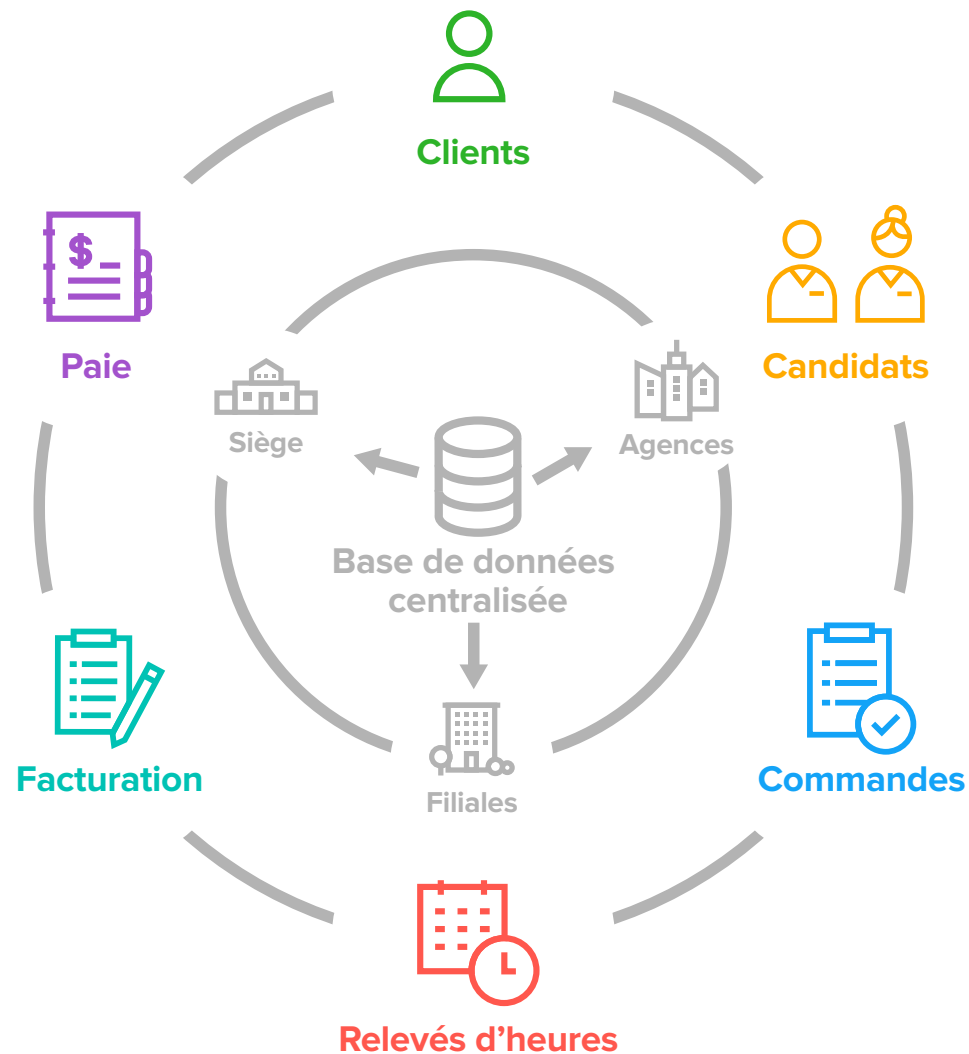 Clients
$
Paie
Candidats
Siège
Agences
Base de données
centralisée
Facturation
Commandes
Filiales
Relevés d’heures